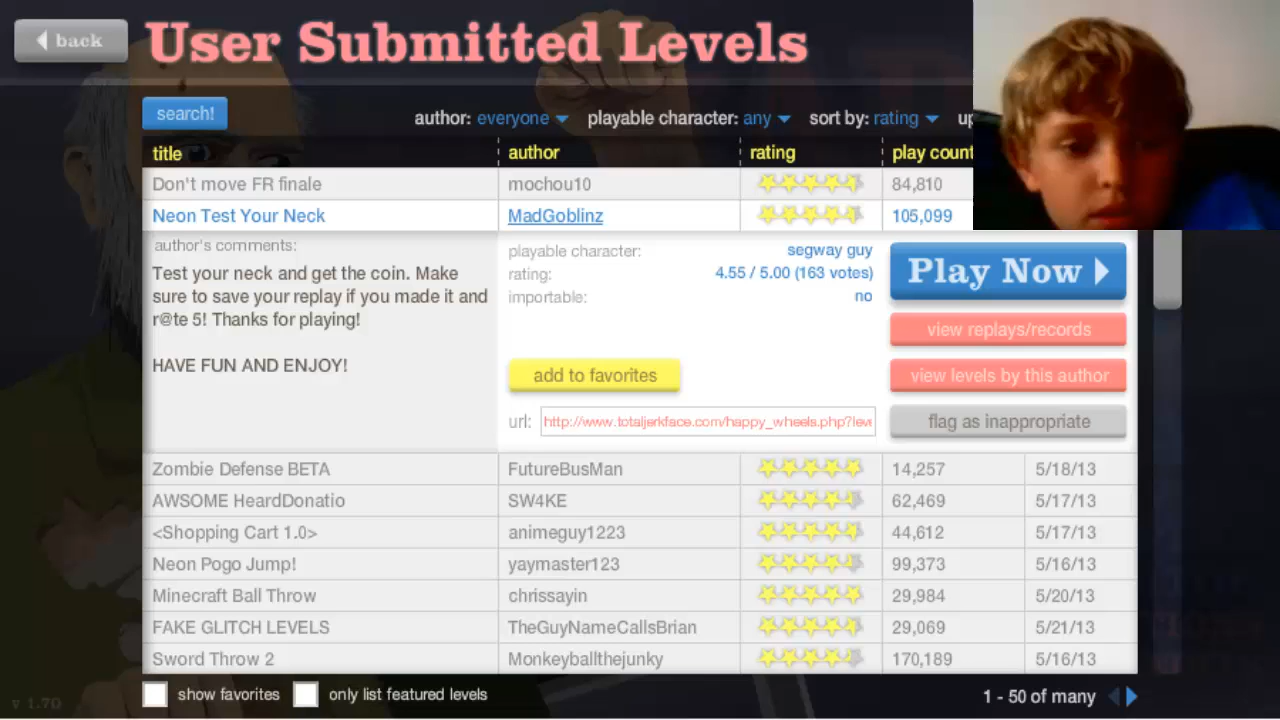 back
User Submitted Levels
search!
author: everyone playable character: any sort by: rating up
title author rating play count
Don't move FR finale mochou10 84,810
Neon Test Your Neck MadGoblinz 105,099
author's comments:
Test your neck and get the coin. Make
sure to save your replay if you made it and
r@te 5! Thanks for playing!
HAVE FUN AND ENJOY!
playable character: segway guy
rating: 4.55 / 5.00 (163 votes)
importable: no
add to favorites
url: http://www.totaljerkface.com/happy_wheels.php?leve
Play Now
view replays/records
view levels by this author
flag as inappropriate
Zombie Defense BETA FutureBusMan 14,257 5/18/13
AWSOME HeardDonatio SW4KE 62,469 5/17/13
<Shopping Cart 1.0> animeguy1223 44,612 5/17/13
Neon Pogo Jump! yaymaster123 99,373 5/16/13
Minecraft Ball Throw chrissayin 29,984 5/20/13
FAKE GLITCH LEVELS TheGuyNameCallsBrian 29,069 5/21/13
Sword Throw 2 Monkeyballthejunky 170,189 5/16/13
show favorites only list featured levels 1 - 50 of many
v 1.70